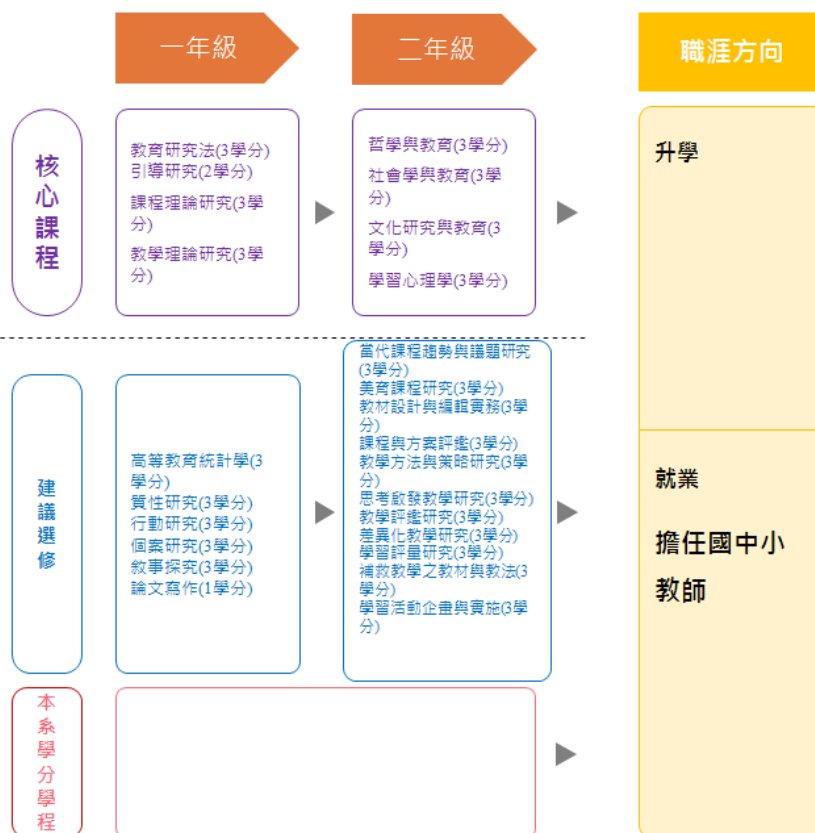 一年級
二年級
職涯方向
核
心
課
程
教育研究法(3學分)
引導研究(2學分)
課程理論研究(3學
分)
教學理論研究(3學
分)
哲學與教育(3學分)
社會學與教育(3學
分)
文化研究與教育(3
學分)
學習心理學(3學分)
升學
建
議
選
修
高等教育統計學(3
學分)
質性研究(3學分)
行動研究(3學分)
個案研究(3學分)
敘事探究(3學分)
論文寫作(1學分)
當代課程趨勢與議題研究
(3學分)
美育課程研究(3學分)
教材設計與編輯實務(3學
分)
課程與方案評鑑(3學分)
教學方法與策略研究(3學
分)
思考啟發教學研究(3學分)
教學評鑑研究(3學分)
差異化教學研究(3學分)
學習評量研究(3學分)
補救教學之教材與教法(3
學分)
學習活動企畫與實施(3學
分)
就業
擔任國中小
教師
本
系
學
分
學
程